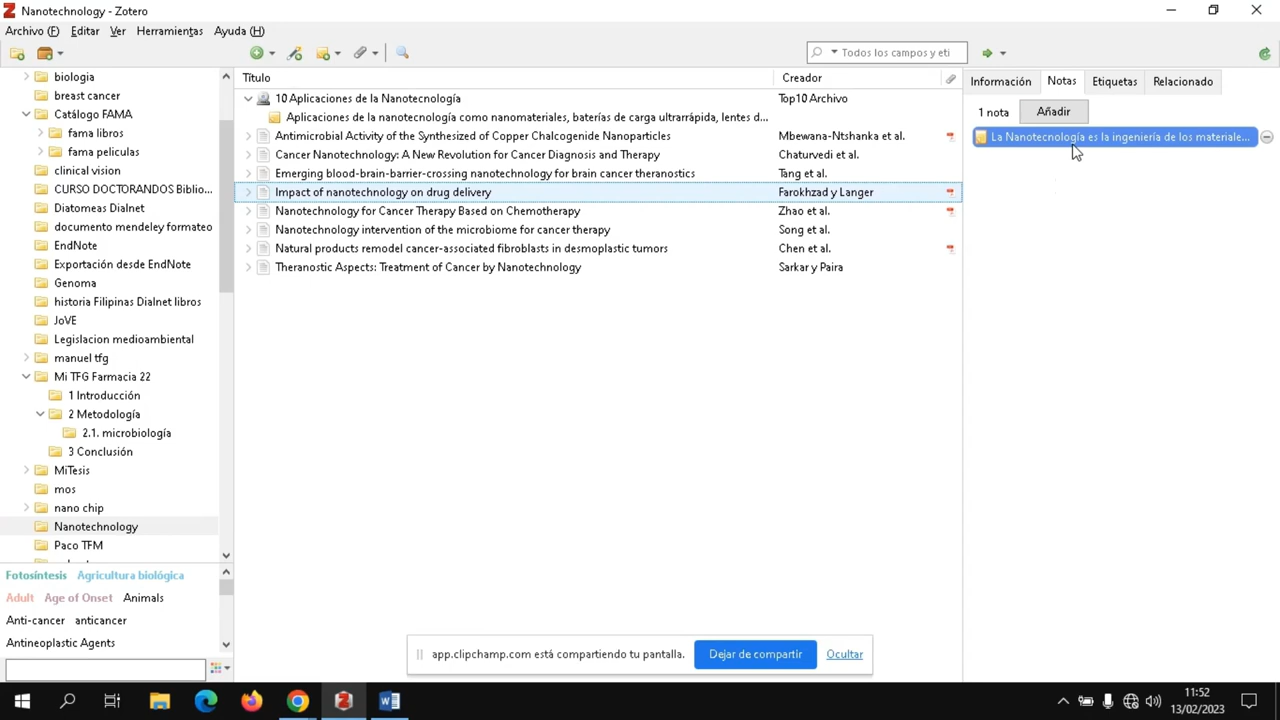 Nanotechnology - Zotero
Archivo (F) Editar Ver Herramientas Ayuda (H)
Todos los campos y eti
biologia
breast cancer
Catálogo FAMA
fama libros
fama peliculas
clinical vision
CURSO DOCTORANDOS Biblio...
Diatomeas Dialnet
documento mendeley formateo
EndNote
Exportación desde EndNote
Genoma
historia Filipinas Dialnet libros
JoVE
Legislacion medioambiental
manuel tfg
Mi TFG Farmacia 22
1 Introducción
2 Metodología
2.1. microbiología
3 Conclusión
MiTesis
mos
nano chip
Nanotechnology
Paco TFM
Fotosíntesis Agricultura biológica
Adult Age of Onset Animals
Anti-cancer anticancer
Antineoplastic Agents
Título Creador
10 Aplicaciones de la Nanotecnología Top10 Archivo
Aplicaciones de la nanotecnología como nanomateriales, baterías de carga ultrarrápida, lentes d...
Antimicrobial Activity of the Synthesized of Copper Chalcogenide Nanoparticles Mbewana-Ntshanka et al.
Cancer Nanotechnology: A New Revolution for Cancer Diagnosis and Therapy Chaturvedi et al.
Emerging blood-brain-barrier-crossing nanotechnology for brain cancer theranostics Tang et al.
Impact of nanotechnology on drug delivery Farokhzad y Langer
Nanotechnology for Cancer Therapy Based on Chemotherapy Zhao et al.
Nanotechnology intervention of the microbiome for cancer therapy Song et al.
Natural products remodel cancer-associated fibroblasts in desmoplastic tumors Chen et al.
Theranostic Aspects: Treatment of Cancer by Nanotechnology Sarkar y Paira
Información Notas Etiquetas Relacionado
1 nota Añadir
La Nanotecnología es la ingeniería de los materiale...
app.clipchamp.com está compartiendo tu pantalla. Dejar de compartir Ocultar
11:52
13/02/2023